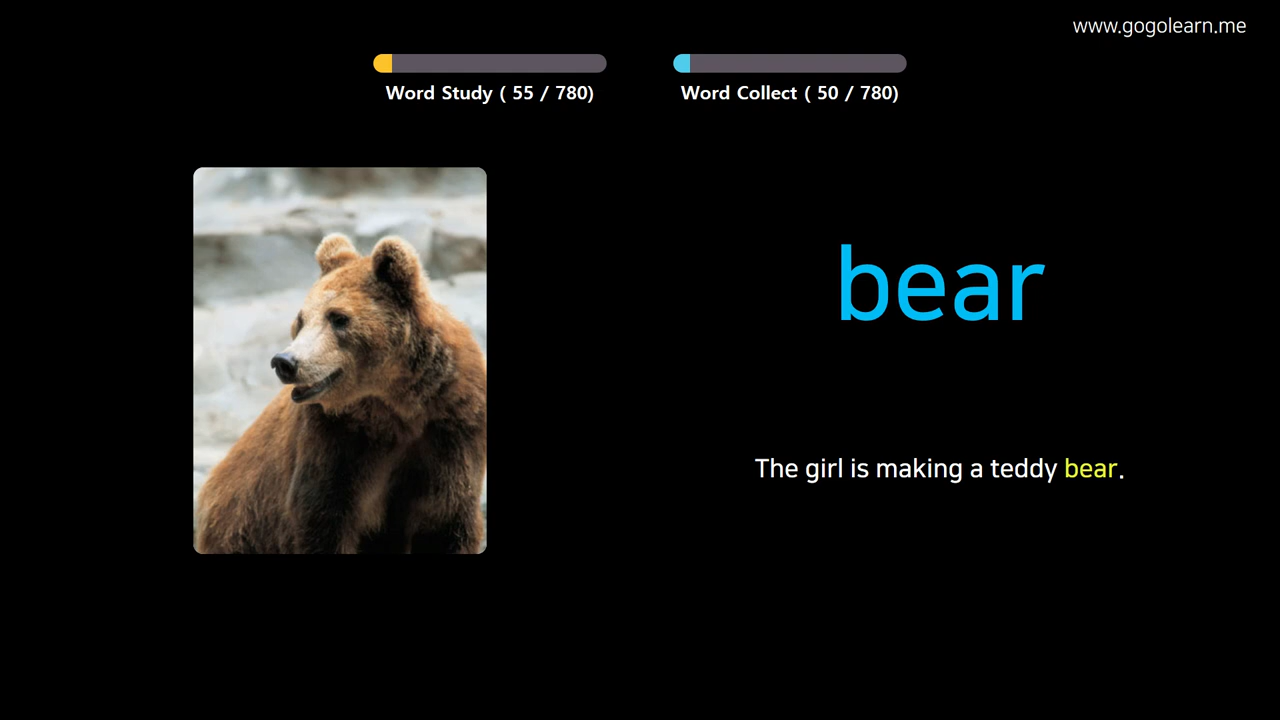 www.gogolearn.me
Word Study ( 55 / 780)
Word Collect ( 50 / 780)
bear
The girl is making a teddy bear.